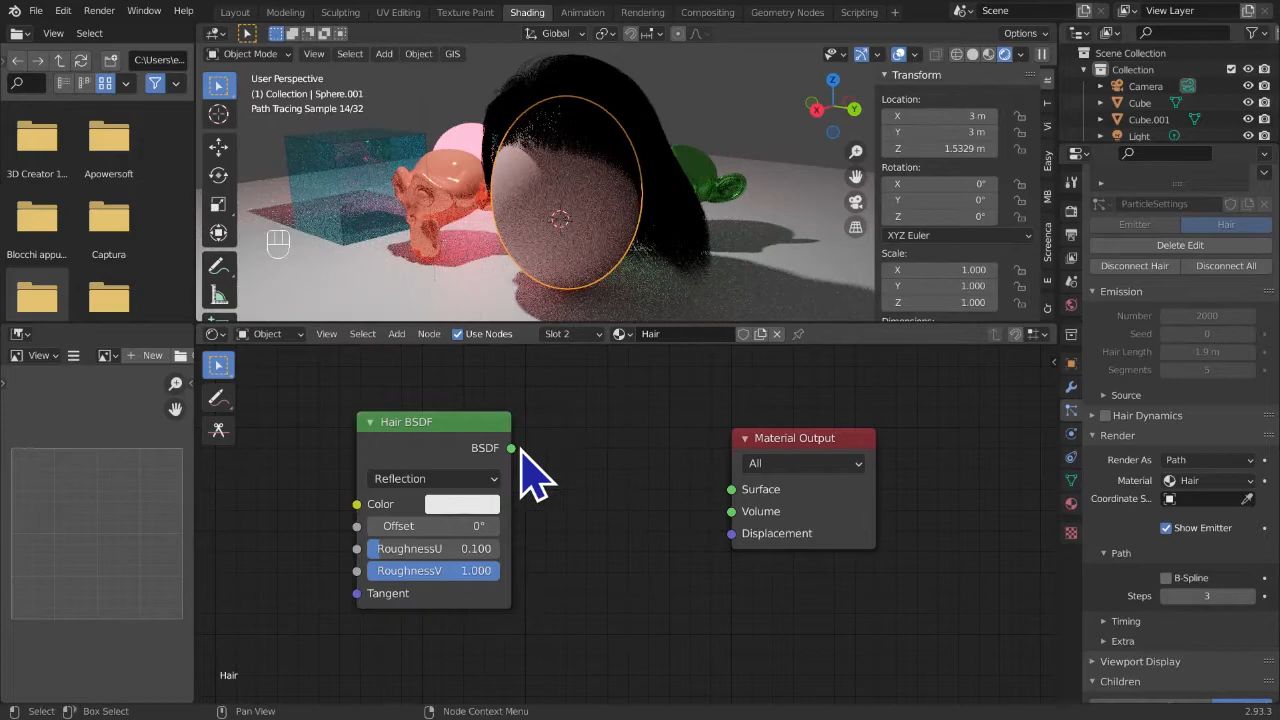 File Edit Render Window Help
Layout Modeling Sculpting UV Editing Texture Paint Shading Animation Rendering Compositing Geometry Nodes Scripting +
Scene
View Layer
View Select
C:\Users\e...
3D Creator 1...
Apowersoft
Blocchi appu...
Captura
Global
Options
Object Mode View Select Add Object GIS
User Perspective
(1) Collection | Sphere.001
Path Tracing Sample 14/32
Z
X
Y
Transform
Location:
X 3 m
Y 3 m
Z 1.5329 m
Rotation:
X 0°
Y 0°
Z 0°
XYZ Euler
Scale:
X 1.000
Y 1.000
Z 1.000
Dimensions:
It
T
Vi
Easy
MB
Screenca
E
Cr
Scene Collection
Collection
Camera
Cube
Cube.001
Light
ParticleSettings
Emitter Hair
Delete Edit
Disconnect Hair Disconnect All
Emission
Number 2000
Seed 0
Hair Length 1.9 m
Segments 5
Source
Hair Dynamics
Render
Render As Path
Material Hair
Coordinate S...
Show Emitter
Path
B-Spline
Steps 3
Timing
Extra
Viewport Display
Children
View
New
Object View Select Add Node Use Nodes Slot 2 Hair
Hair BSDF
BSDF
Reflection
Color
Offset 0°
RoughnessU 0.100
RoughnessV 1.000
Tangent
Material Output
All
Surface
Volume
Displacement
Hair
Select Box Select Pan View Node Context Menu 2.93.3